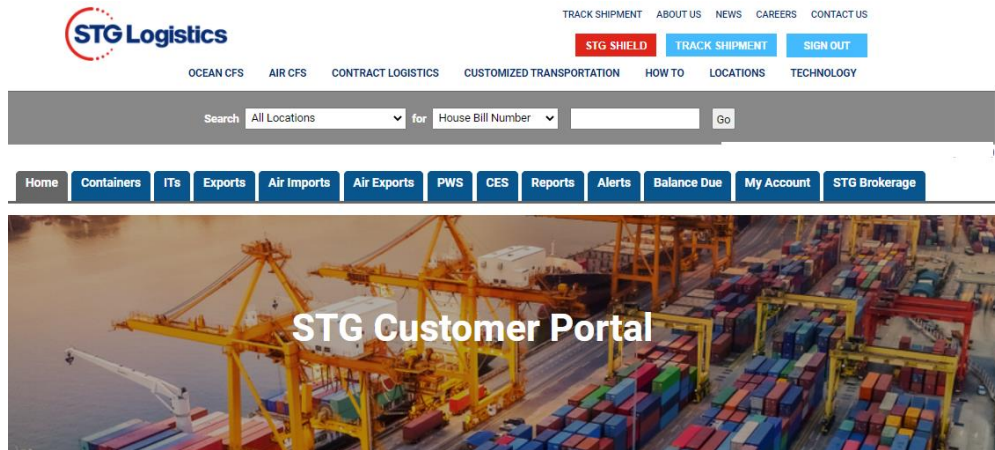 TRACK SHIPMENT ABOUT US NEWS CAREERS CONTACT US
STG Logistics
STG SHIELD TRACK SHIPMENT SIGN OUT
OCEAN CFS AIR CFS CONTRACT LOGISTICS CUSTOMIZED TRANSPORTATION HOW TO LOCATIONS TECHNOLOGY
Search All Locations for House Bill Number Go
Home Containers ITs Exports Air Imports Air Exports PWS CES Reports Alerts Balance Due My Account STG Brokerage
STG Customer Portal